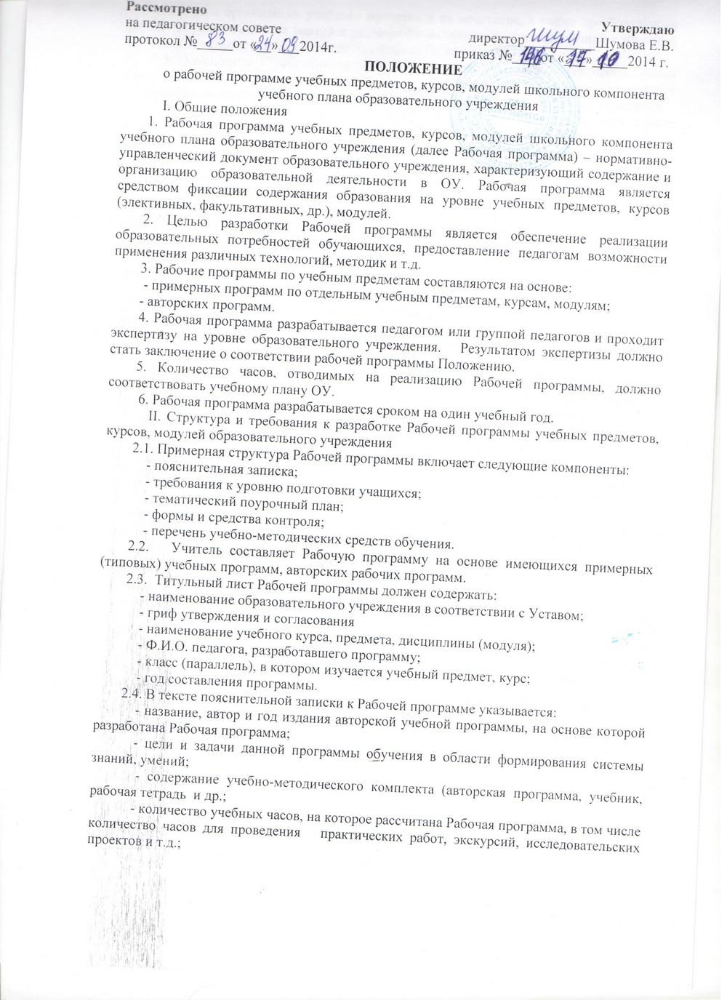 Рассмотрено
на педагогическом совете
Утверждаю
протокол № 83 от «24» 09 2014г.
директор Шумова Е.В.
приказ № от « » 2014 г.
ПОЛОЖЕНИЕ
о рабочей программе учебных предметов, курсов, модулей школьного компонента
учебного плана образовательного учреждения
I. Общие положения
1. Рабочая программа учебных предметов, курсов, модулей школьного компонента
учебного плана образовательного учреждения (далее Рабочая программа) – нормативно-
управленческий документ образовательного учреждения, характеризующий содержание и
организацию образовательной деятельности в ОУ. Рабочая программа является
средством фиксации содержания образования на уровне учебных предметов, курсов
(элективных, факультативных, др.), модулей.
2. Целью разработки Рабочей программы является обеспечение реализации
образовательных потребностей обучающихся, предоставление педагогам возможности
применения различных технологий, методик и т.д.
3. Рабочие программы по учебным предметам составляются на основе:
- примерных программ по отдельным учебным предметам, курсам, модулям;
- авторских программ.
4. Рабочая программа разрабатывается педагогом или группой педагогов и проходит
экспертизу на уровне образовательного учреждения. Результатом экспертизы должно
стать заключение о соответствии рабочей программы Положению.
5. Количество часов, отводимых на реализацию Рабочей программы, должно
соответствовать учебному плану ОУ.
6. Рабочая программа разрабатывается сроком на один учебный год.
II. Структура и требования к разработке Рабочей программы учебных предметов,
курсов, модулей образовательного учреждения
2.1. Примерная структура Рабочей программы включает следующие компоненты:
- пояснительная записка;
- требования к уровню подготовки учащихся;
- тематический поурочный план;
- формы и средства контроля;
- перечень учебно-методических средств обучения.
2.2. Учитель составляет Рабочую программу на основе имеющихся примерных
(типовых) учебных программ, авторских рабочих программ.
2.3. Титульный лист Рабочей программы должен содержать:
- наименование образовательного учреждения в соответствии с Уставом;
- гриф утверждения и согласования
- наименование учебного курса, предмета, дисциплины (модуля);
- Ф.И.О. педагога, разработавшего программу;
- класс (параллель), в котором изучается учебный предмет, курс;
- год составления программы.
2.4. В тексте пояснительной записки к Рабочей программе указывается:
- название, автор и год издания авторской учебной программы, на основе которой
разработана Рабочая программа;
- цели и задачи данной программы обучения в области формирования системы
знаний, умений;
- содержание учебно-методического комплекта (авторская программа, учебник,
рабочая тетрадь и др.;
- количество учебных часов, на которое рассчитана Рабочая программа, в том числе
количество часов для проведения практических работ, экскурсий, исследовательских
проектов и т.д.;